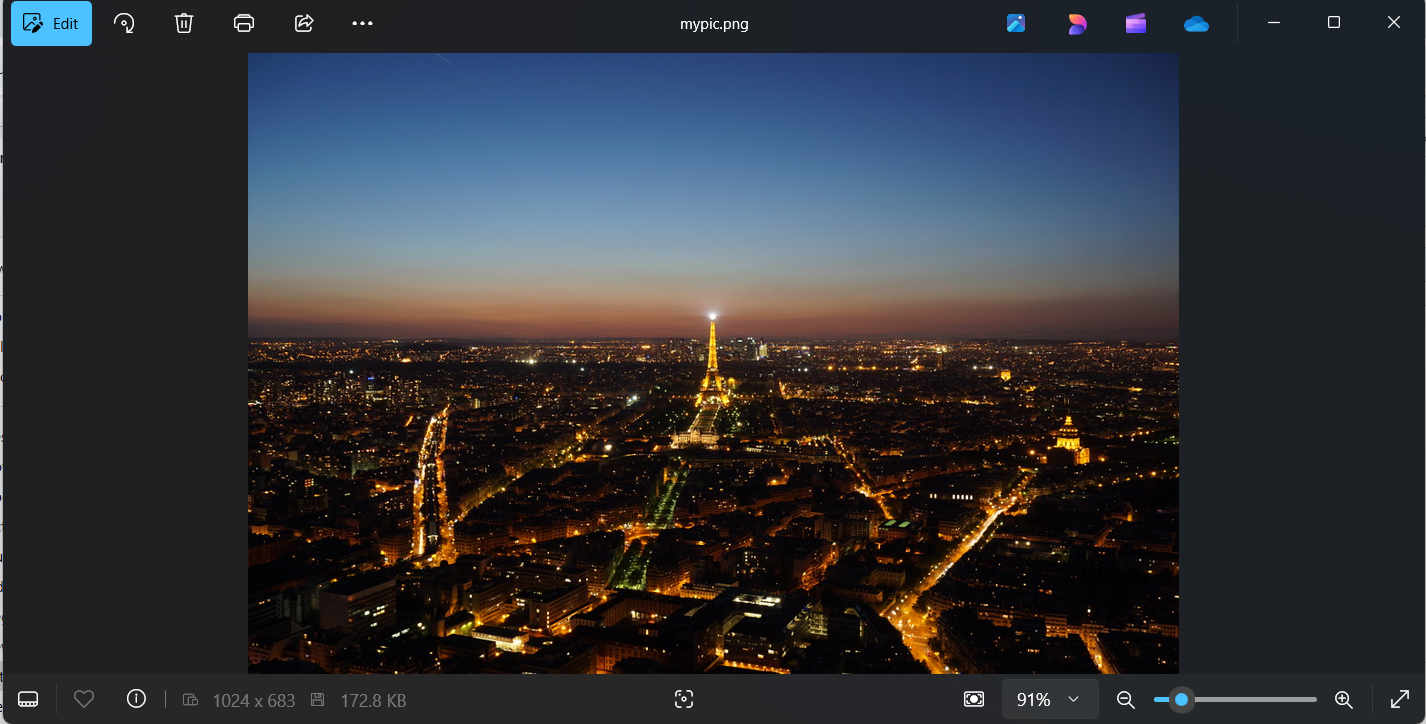 Edit
mypic.png
1024 x 683
172.8 KB
91%